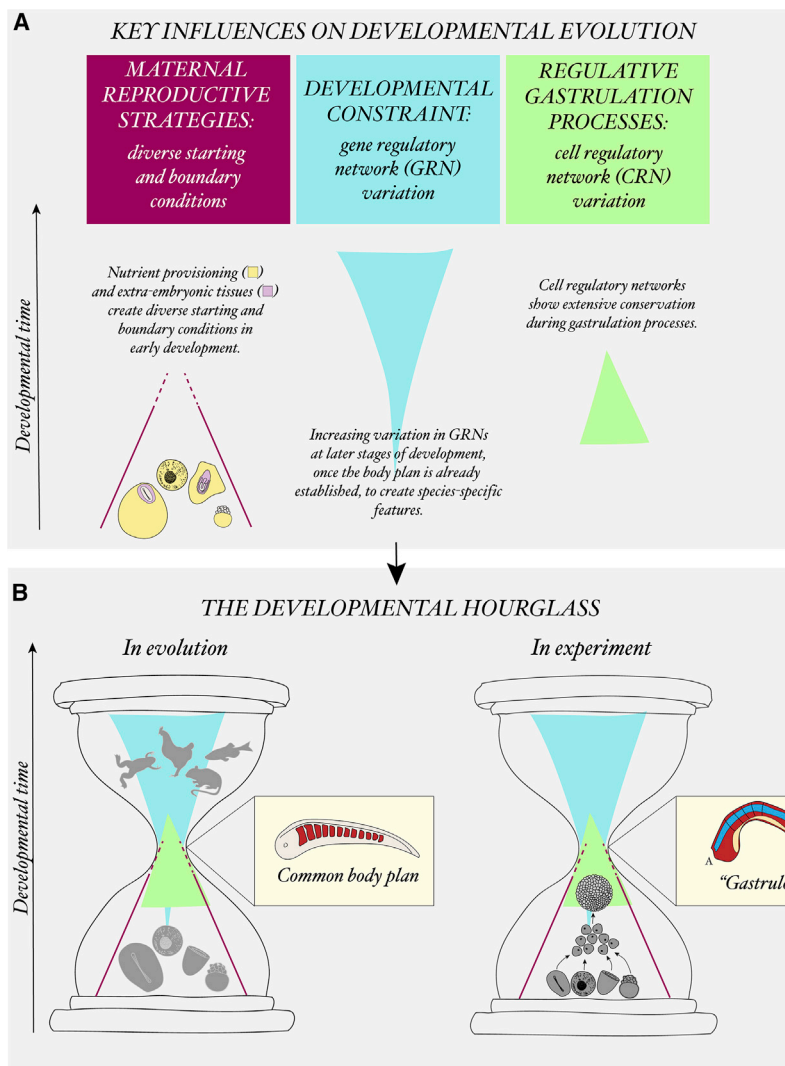 A
KEY INFLUENCES ON DEVELOPMENTAL EVOLUTION
MATERNAL
REPRODUCTIVE
STRATEGIES:
diverse starting
and boundary
conditions
DEVELOPMENTAL
CONSTRAINT:
gene regulatory
network (GRN)
variation
REGULATIVE
GASTRULATION
PROCESSES:
cell regulatory
network (CRN)
variation
Developmental time
Nutrient provisioning ( )
and extra-embryonic tissues ( )
create diverse starting and
boundary conditions in
early development.
Increasing variation in GRNs
at later stages of development,
once the body plan is already
established, to create species-specific
features.
Cell regulatory networks
show extensive conservation
during gastrulation processes.
B
THE DEVELOPMENTAL HOURGLASS
Developmental time
In evolution
Common body plan
In experiment
A